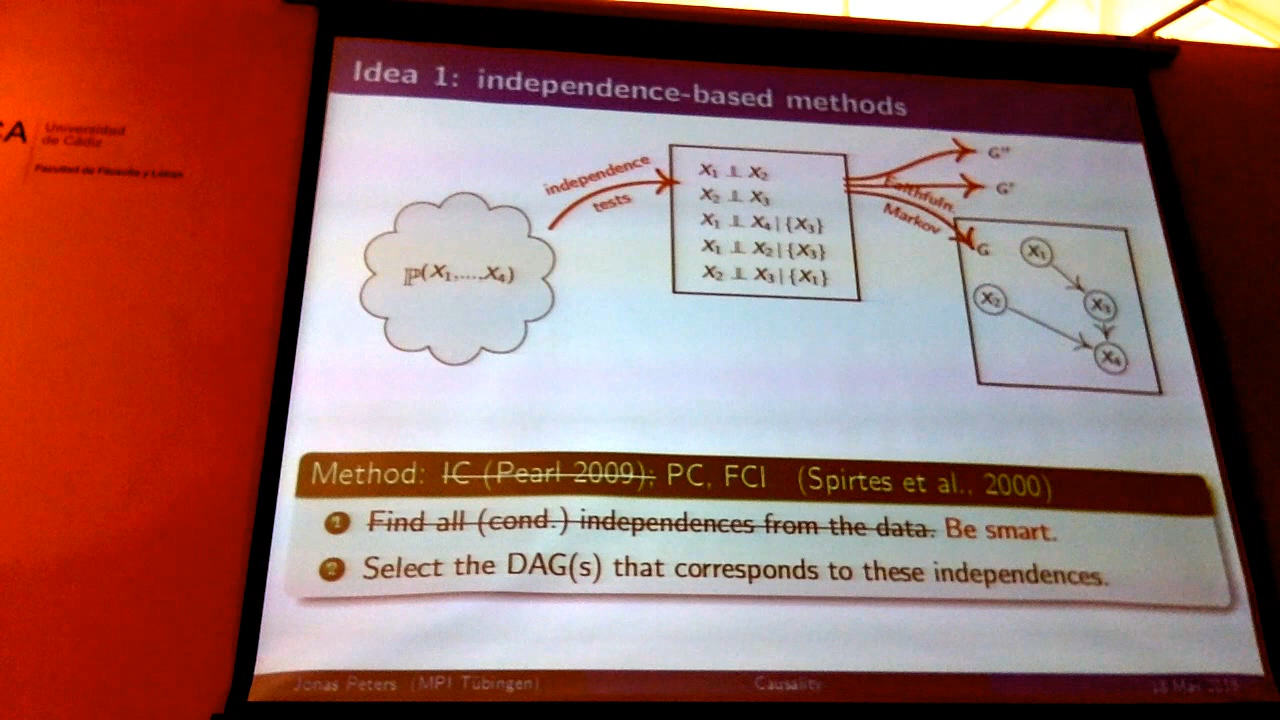 Idea 1: independence-based methods
CA
Universidad
de Cádiz
Facultad de Filosofía y Letras
independence
tests
X₁ ⫫ X₂
X₂ ⫫ X₃
X₁ ⫫ X₄ | {X₃}
X₁ ⫫ X₂ | {X₃}
X₂ ⫫ X₃ | {X₁}
Faithfuln.
Markov
G''
G'
G
X₁
X₂
X₃
X₄
ℙ(X₁,...,X₄)
Method: IC (Pearl 2009); PC, FCI (Spirtes et al., 2000)
1 Find all (cond.) independences from the data. Be smart.
2 Select the DAG(s) that corresponds to these independences.
Jonas Peters (MPI Tübingen)
Causality